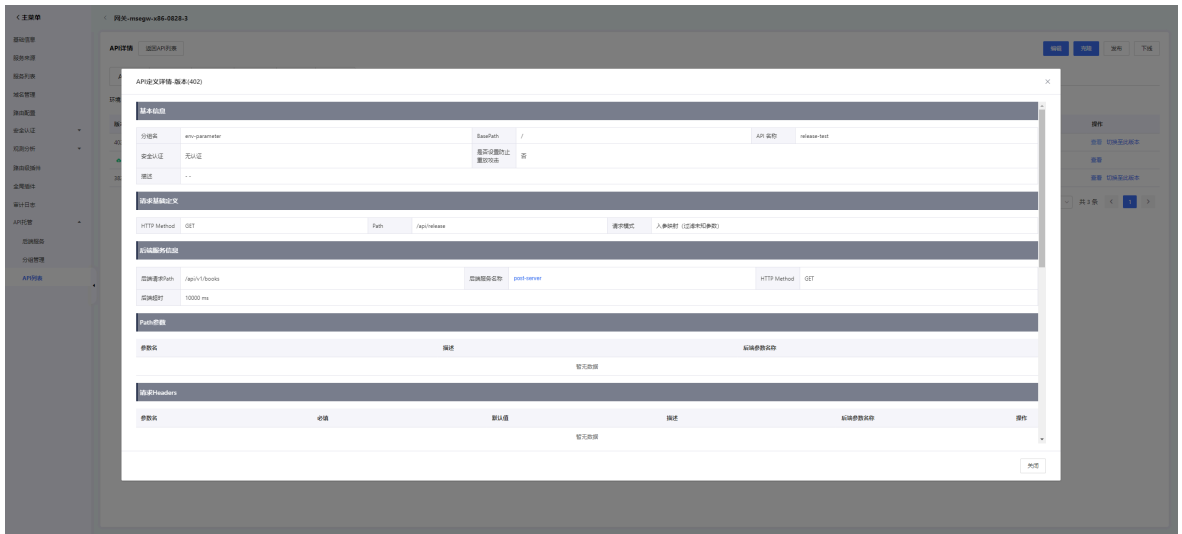 < 主菜单
网关-msegw-x86-0828-3
基础信息
服务来源
服务列表
域名管理
路由配置
安全认证
观测分析
路由级插件
全局插件
审计日志
API托管
后端服务
分组管理
API列表
API详情 返回API列表
编辑 克隆 发布 下线
操作
查看 切换至此版本
查看
查看 切换至此版本
共 3 条 < 1 >
API定义详情-版本(402)
基本信息
分组名 env-parameter BasePath / API 名称 release-test
安全认证 无认证 是否设置防止重放攻击 否
描述 - -
请求基础定义
HTTP Method GET Path /api/release 请求模式 入参映射（过滤未知参数）
后端服务信息
后端请求Path /api/v1/books 后端服务名称 post-server HTTP Method GET
后端超时 10000 ms
Path参数
参数名 描述 后端参数名称
暂无数据
请求Headers
参数名 必填 默认值 描述 后端参数名称 操作
暂无数据
关闭